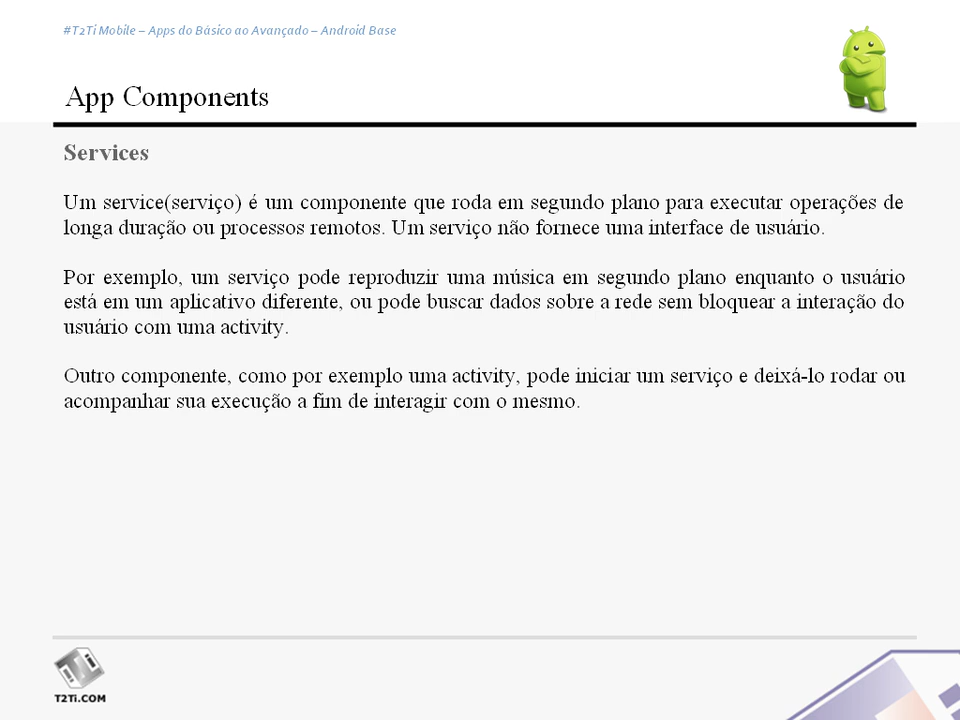 #T2Ti Mobile – Apps do Básico ao Avançado – Android Base
App Components
Services
Um service(serviço) é um componente que roda em segundo plano para executar operações de
longa duração ou processos remotos. Um serviço não fornece uma interface de usuário.
Por exemplo, um serviço pode reproduzir uma música em segundo plano enquanto o usuário
está em um aplicativo diferente, ou pode buscar dados sobre a rede sem bloquear a interação do
usuário com uma activity.
Outro componente, como por exemplo uma activity, pode iniciar um serviço e deixá-lo rodar ou
acompanhar sua execução a fim de interagir com o mesmo.
T2Ti.COM